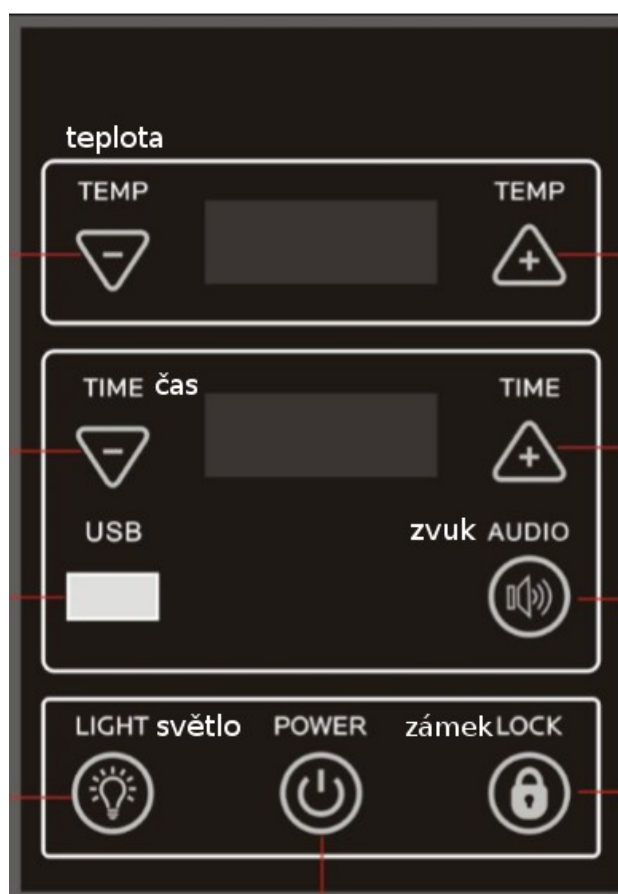 teplota
TEMP TEMP
- +
TIME čas TIME
- +
USB zvuk AUDIO
LIGHT světlo POWER zámek LOCK